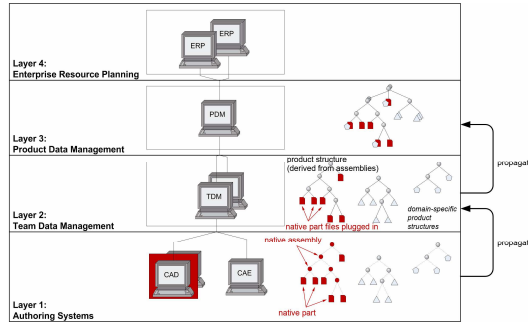 ERP
ERP
Layer 4:
Enterprise Resource Planning
PDM
Layer 3:
Product Data Management
propagat
product structure
(derived from assemblies)
TDM
Layer 2:
Team Data Management
native part files plugged in
domain-specific
product
structures
native assembly
propagat
CAD
CAE
native part
Layer 1:
Authoring Systems